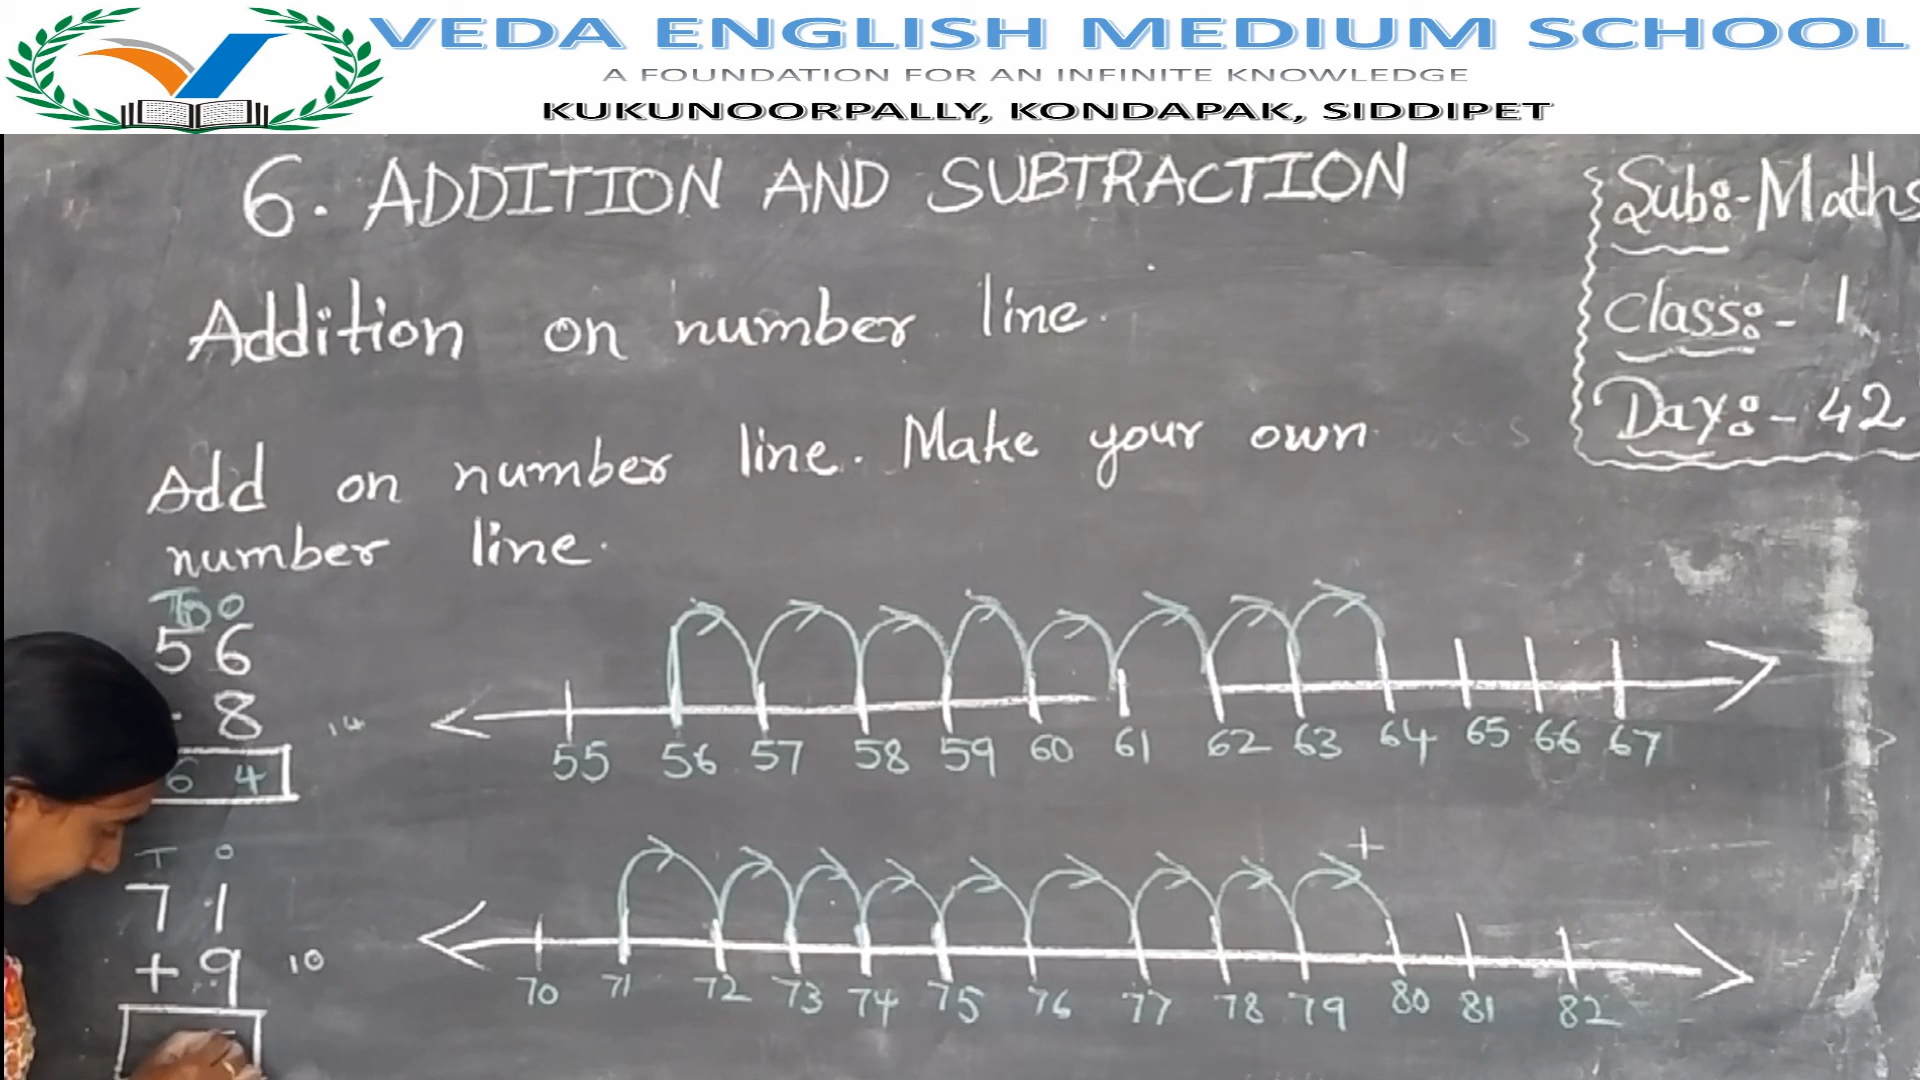 VEDA ENGLISH MEDIUM SCHOOL
A FOUNDATION FOR AN INFINITE KNOWLEDGE
KUKUNOORPALLY, KONDAPAK, SIDDIPET
6. ADDITION AND SUBTRACTION
Sub:-Maths
Class:- 1
Day:- 42
Addition on number line.
Add on number line. Make your own
number line.
T O
56
8 14
6 4
55 56 57 58 59 60 61 62 63 64 65 66 67
T O
71
+9 10
+
70 71 72 73 74 75 76 77 78 79 80 81 82